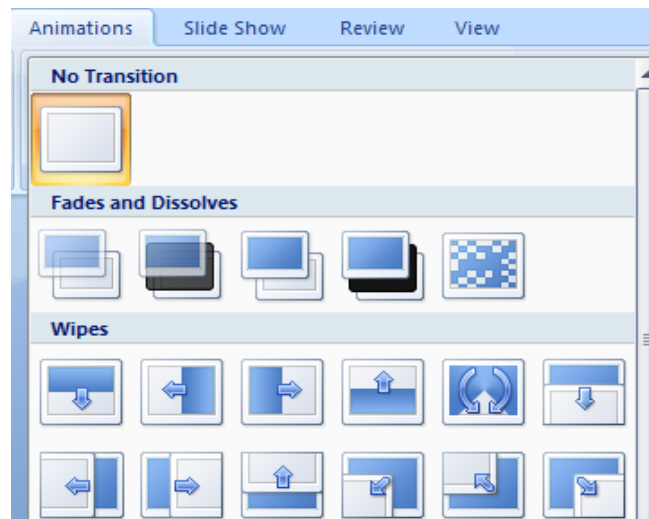 Animations Slide Show Review View
No Transition
Fades and Dissolves
Wipes